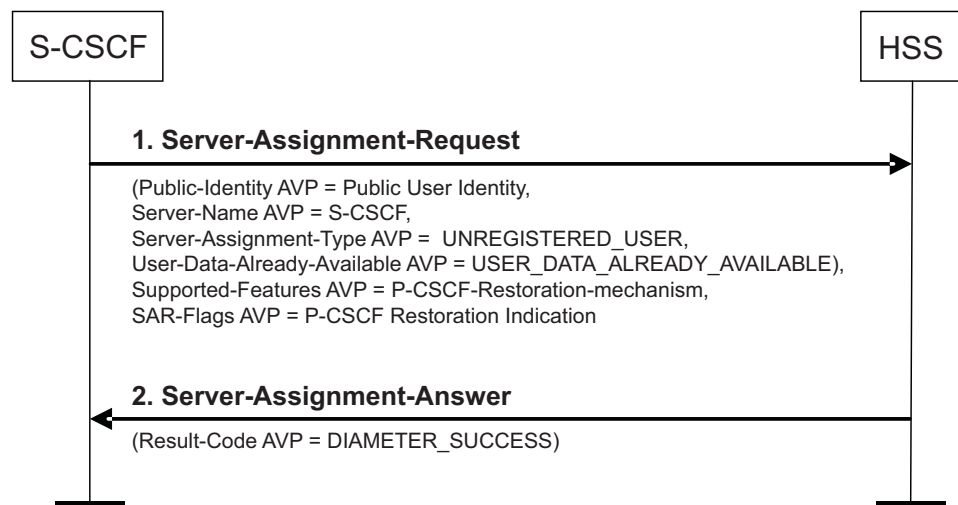 S-CSCF
HSS
1. Server-Assignment-Request
(Public-Identity AVP = Public User Identity,
Server-Name AVP = S-CSCF,
Server-Assignment-Type AVP = UNREGISTERED_USER,
User-Data-Already-Available AVP = USER_DATA_ALREADY_AVAILABLE),
Supported-Features AVP = P-CSCF-Restoration-mechanism,
SAR-Flags AVP = P-CSCF Restoration Indication
2. Server-Assignment-Answer
(Result-Code AVP = DIAMETER_SUCCESS)